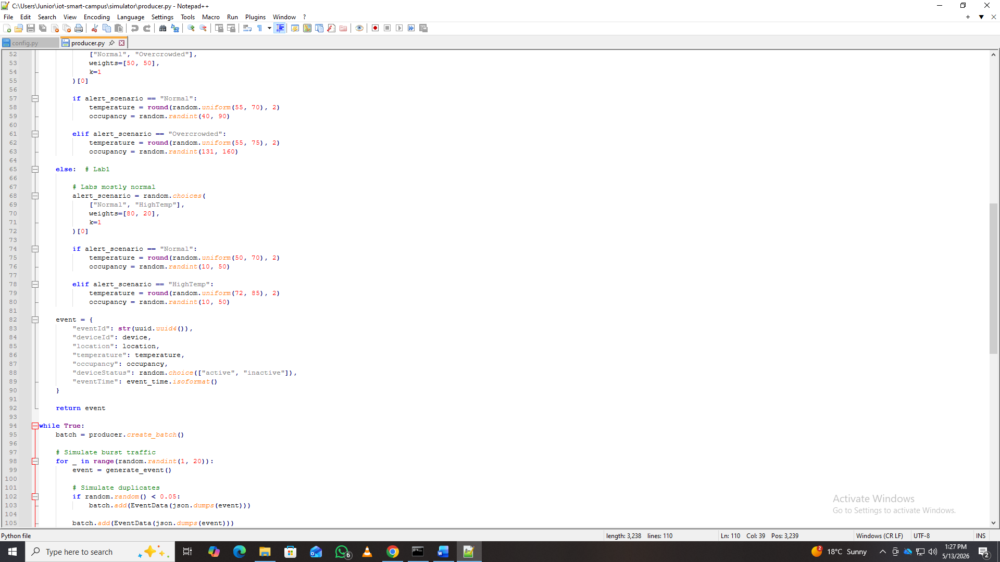 C:\Users\Junior\iot-smart-campus\simulator\producer.py - Notepad++
File Edit Search View Encoding Language Settings Tools Macro Run Plugins Window ?
config.py producer.py
52 ["Normal", "Overcrowded"],
53 weights=[50, 50],
54 k=1
55 )[0]
56
57 if alert_scenario == "Normal":
58 temperature = round(random.uniform(55, 70), 2)
59 occupancy = random.randint(40, 90)
60
61 elif alert_scenario == "Overcrowded":
62 temperature = round(random.uniform(55, 75), 2)
63 occupancy = random.randint(131, 160)
64
65 else: # Lab1
66
67 # Labs mostly normal
68 alert_scenario = random.choices(
69 ["Normal", "HighTemp"],
70 weights=[80, 20],
71 k=1
72 )[0]
73
74 if alert_scenario == "Normal":
75 temperature = round(random.uniform(50, 70), 2)
76 occupancy = random.randint(10, 50)
77
78 elif alert_scenario == "HighTemp":
79 temperature = round(random.uniform(72, 85), 2)
80 occupancy = random.randint(10, 50)
81
82 event = {
83 "eventId": str(uuid.uuid4()),
84 "deviceId": device,
85 "location": location,
86 "temperature": temperature,
87 "occupancy": occupancy,
88 "deviceStatus": random.choice(["active", "inactive"]),
89 "eventTime": event_time.isoformat()
90 }
91
92 return event
93
94 while True:
95 batch = producer.create_batch()
96
97 # Simulate burst traffic
98 for _ in range(random.randint(1, 20)):
99 event = generate_event()
100
101 # Simulate duplicates
102 if random.random() < 0.05:
103 batch.add(EventData(json.dumps(event)))
104
105 batch.add(EventData(json.dumps(event)))
Activate Windows
Go to Settings to activate Windows.
Python file length: 3,238 lines: 110 Ln: 110 Col: 39 Pos: 3,239 Windows (CR LF) UTF-8 INS
Type here to search 6 2 18°C Sunny 1:27 PM 2
5/13/2026